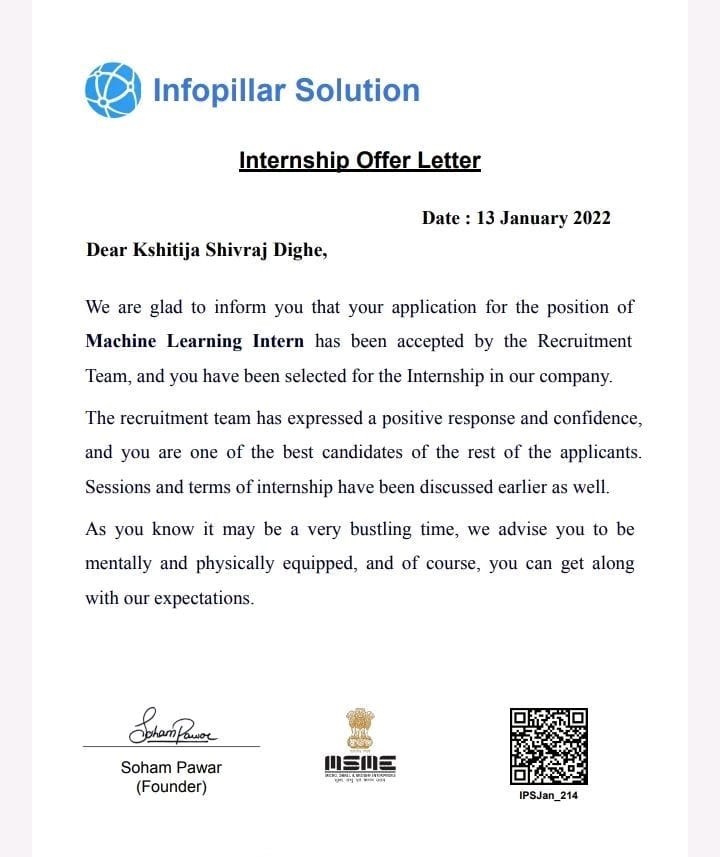 Infopillar Solution
Internship Offer Letter
Date : 13 January 2022
Dear Kshitija Shivraj Dighe,
We are glad to inform you that your application for the position of
Machine Learning Intern has been accepted by the Recruitment
Team, and you have been selected for the Internship in our company.
The recruitment team has expressed a positive response and confidence,
and you are one of the best candidates of the rest of the applicants.
Sessions and terms of internship have been discussed earlier as well.
As you know it may be a very bustling time, we advise you to be
mentally and physically equipped, and of course, you can get along
with our expectations.
Soham Pawar
Soham Pawar
(Founder)
MSME
MICRO, SMALL & MEDIUM ENTERPRISES
IPSJan_214